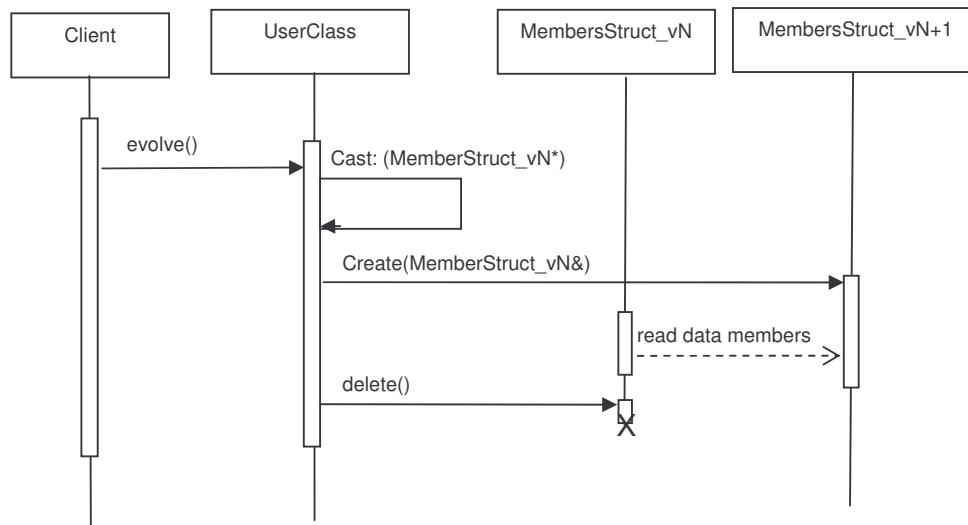 Client
UserClass
MembersStruct_vN
MembersStruct_vN+1
evolve()
Cast: (MemberStruct_vN*)
Create(MemberStruct_vN&)
read data members
delete()